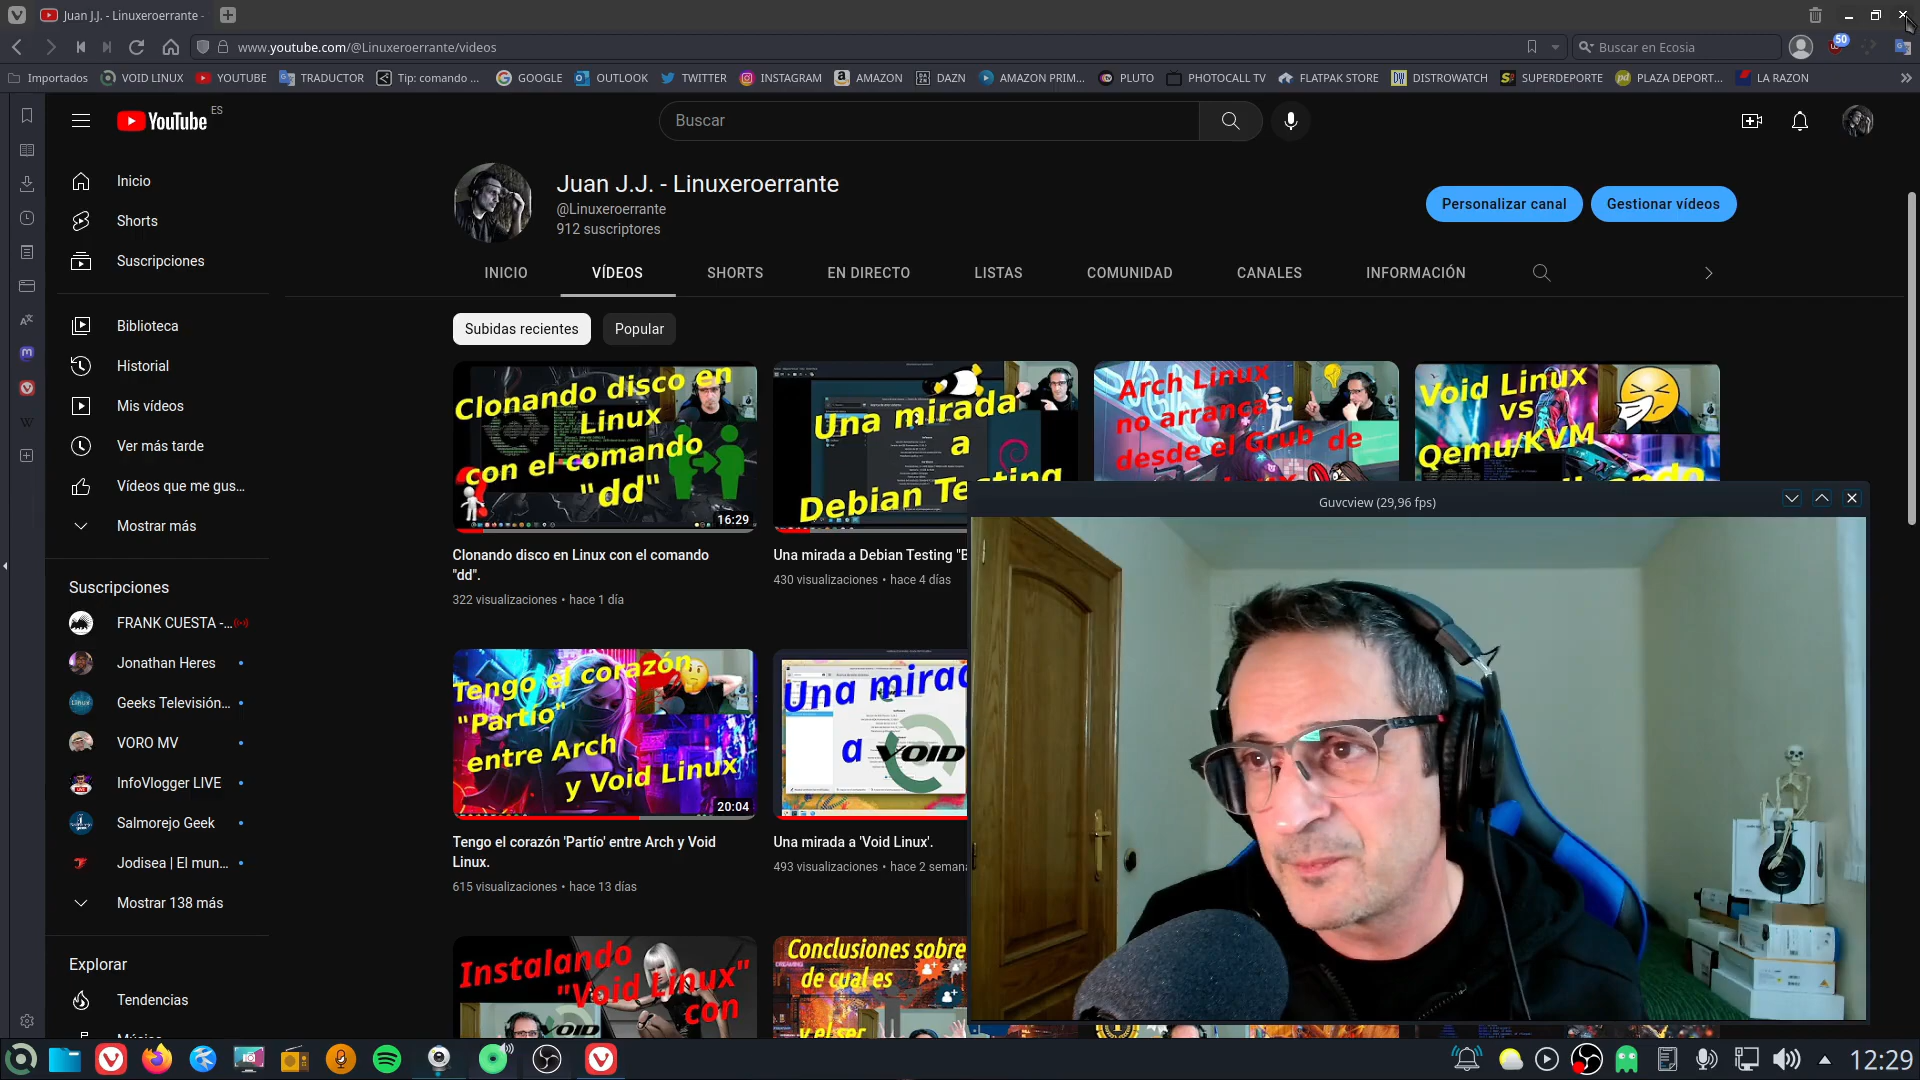 Juan J.J. - Linuxeroerrante -
www.youtube.com/@Linuxeroerrante/videos
Buscar en Ecosia
50
Importados
VOID LINUX
YOUTUBE
TRADUCTOR
Tip: comando ...
GOOGLE
OUTLOOK
TWITTER
INSTAGRAM
AMAZON
DAZN
AMAZON PRIM...
PLUTO
PHOTOCALL TV
FLATPAK STORE
DISTROWATCH
SUPERDEPORTE
PLAZA DEPORT...
LA RAZON
YouTube ES
Buscar
Inicio
Shorts
Suscripciones
Biblioteca
Historial
Mis vídeos
Ver más tarde
Vídeos que me gus...
Mostrar más
Suscripciones
FRANK CUESTA -...
Jonathan Heres
Geeks Televisión...
VORO MV
InfoVlogger LIVE
Salmorejo Geek
Jodisea | El mun...
Mostrar 138 más
Explorar
Tendencias
Juan J.J. - Linuxeroerrante
@Linuxeroerrante
912 suscriptores
Personalizar canal
Gestionar vídeos
INICIO
VÍDEOS
SHORTS
EN DIRECTO
LISTAS
COMUNIDAD
CANALES
INFORMACIÓN
Subidas recientes
Popular
Clonando disco en
Linux
con el comando
"dd"
16:29
Clonando disco en Linux con el comando
"dd".
322 visualizaciones • hace 1 día
Una mirada
a
Debian Testing
Una mirada a Debian Testing "B
430 visualizaciones • hace 4 días
Arch Linux
no arranca
desde el Grub de
Void Linux
vs
Qemu/KVM
Guvcview (29,96 fps)
Tengo el corazón
"Partío"
entre Arch
y Void Linux
20:04
Tengo el corazón 'Partío' entre Arch y Void
Linux.
615 visualizaciones • hace 13 días
Una mirad
a VOID
Una mirada a 'Void Linux'.
493 visualizaciones • hace 2 semana
Instalando
"Void Linux"
con
VOID
Conclusiones sobre
de cual es
y el ser
12:29